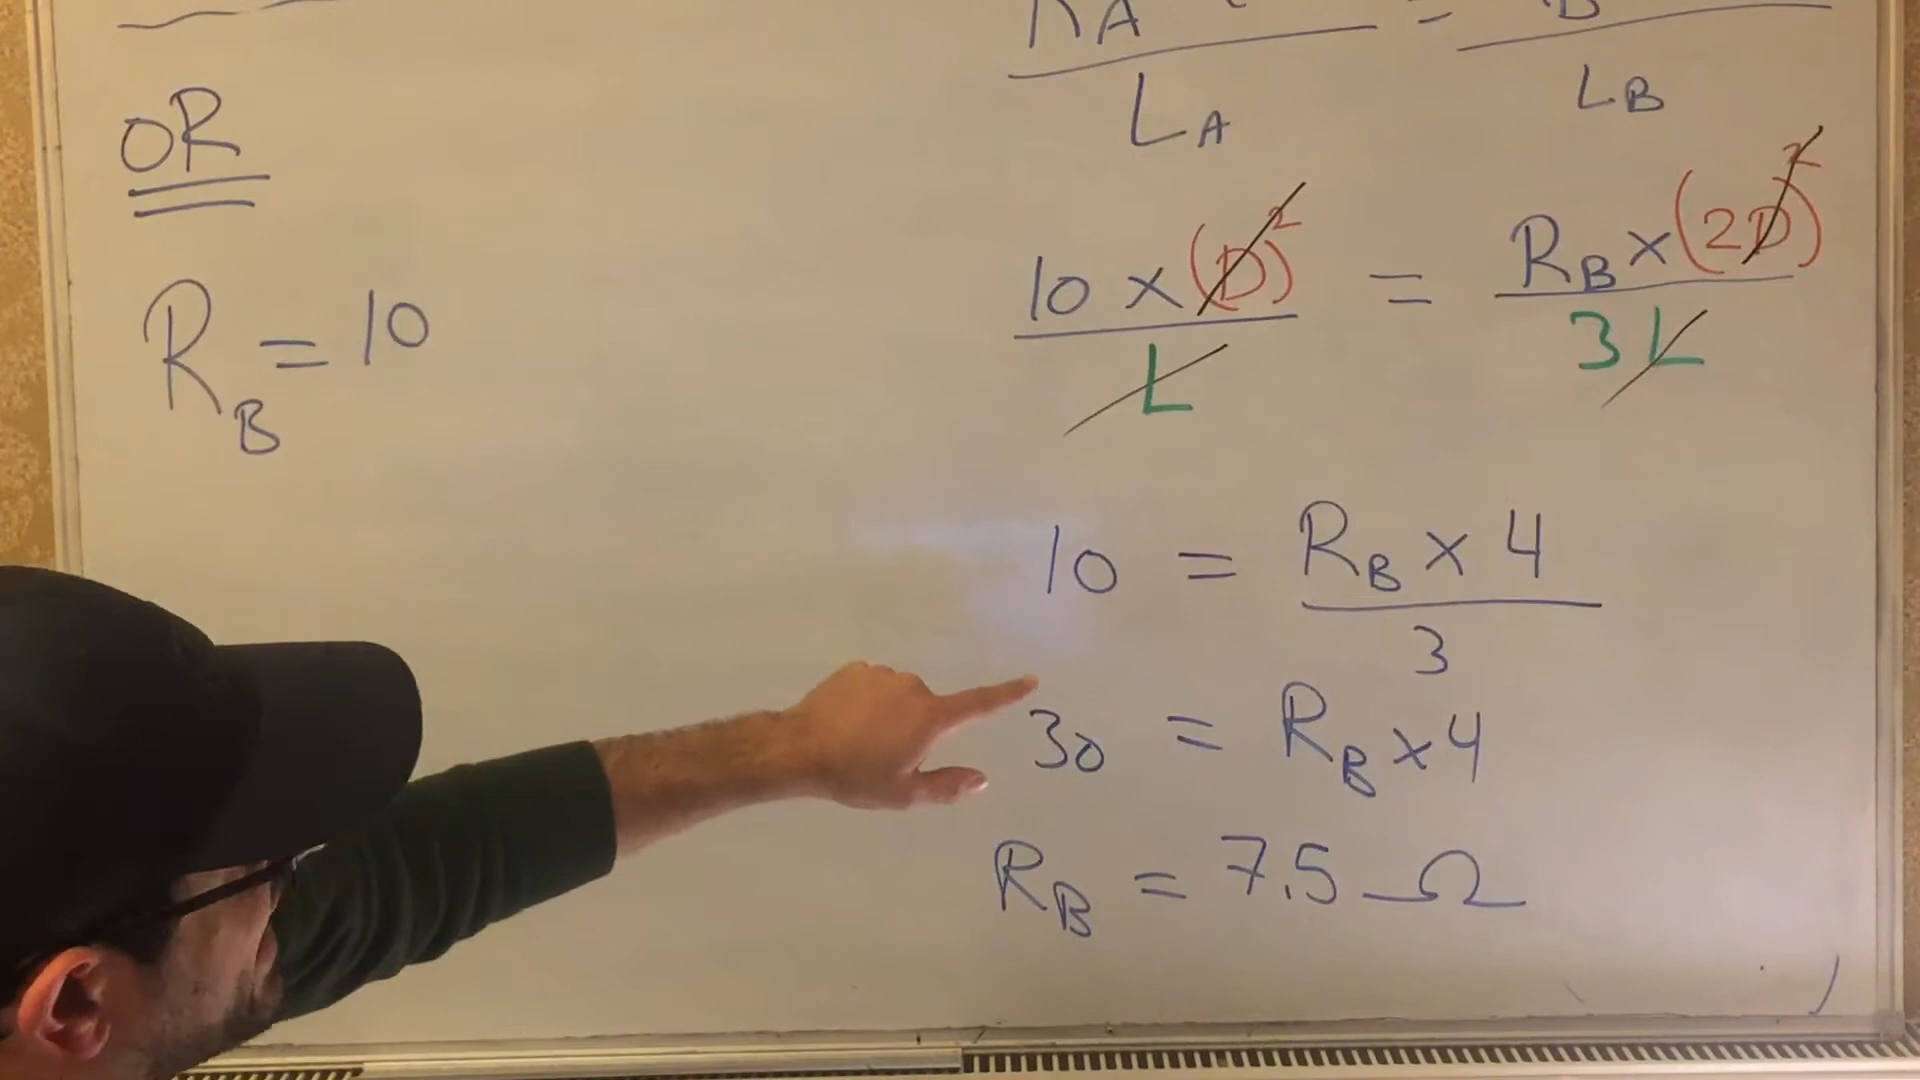 OR
R_B = 10
R_A = B
L_A L_B
10 × (D)² = R_B × (2D)²
L 3L
10 = R_B × 4
3
30 = R_B × 4
R_B = 7.5 Ω